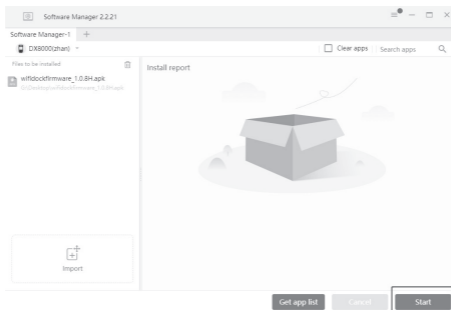 Software Manager 2.2.21
Software Manager-1 +
DX8000(zhan)
Clear apps
Search apps
Files to be installed
Install report
wifidockfirmware_1.0.8H.apk
Import
Get app list
Cancel
Start